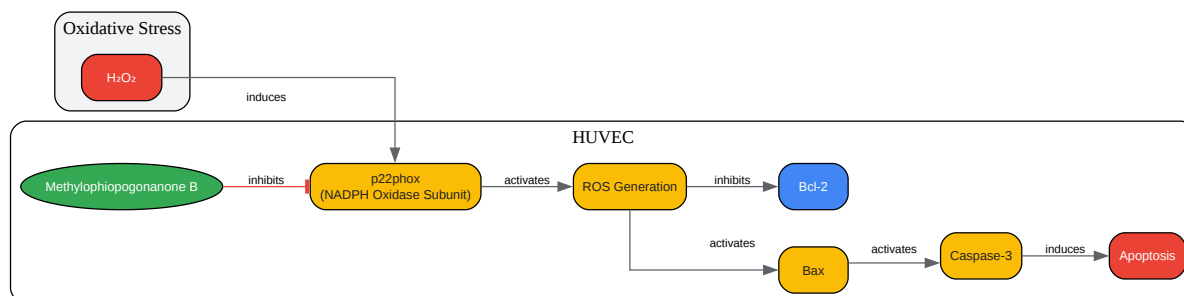 Oxidative Stress
H₂O₂
induces
HUVEC
Methylophiopogonanone B
inhibits
p22phox
(NADPH Oxidase Subunit)
activates
ROS Generation
inhibits
Bcl-2
activates
Bax
activates
Caspase-3
induces
Apoptosis